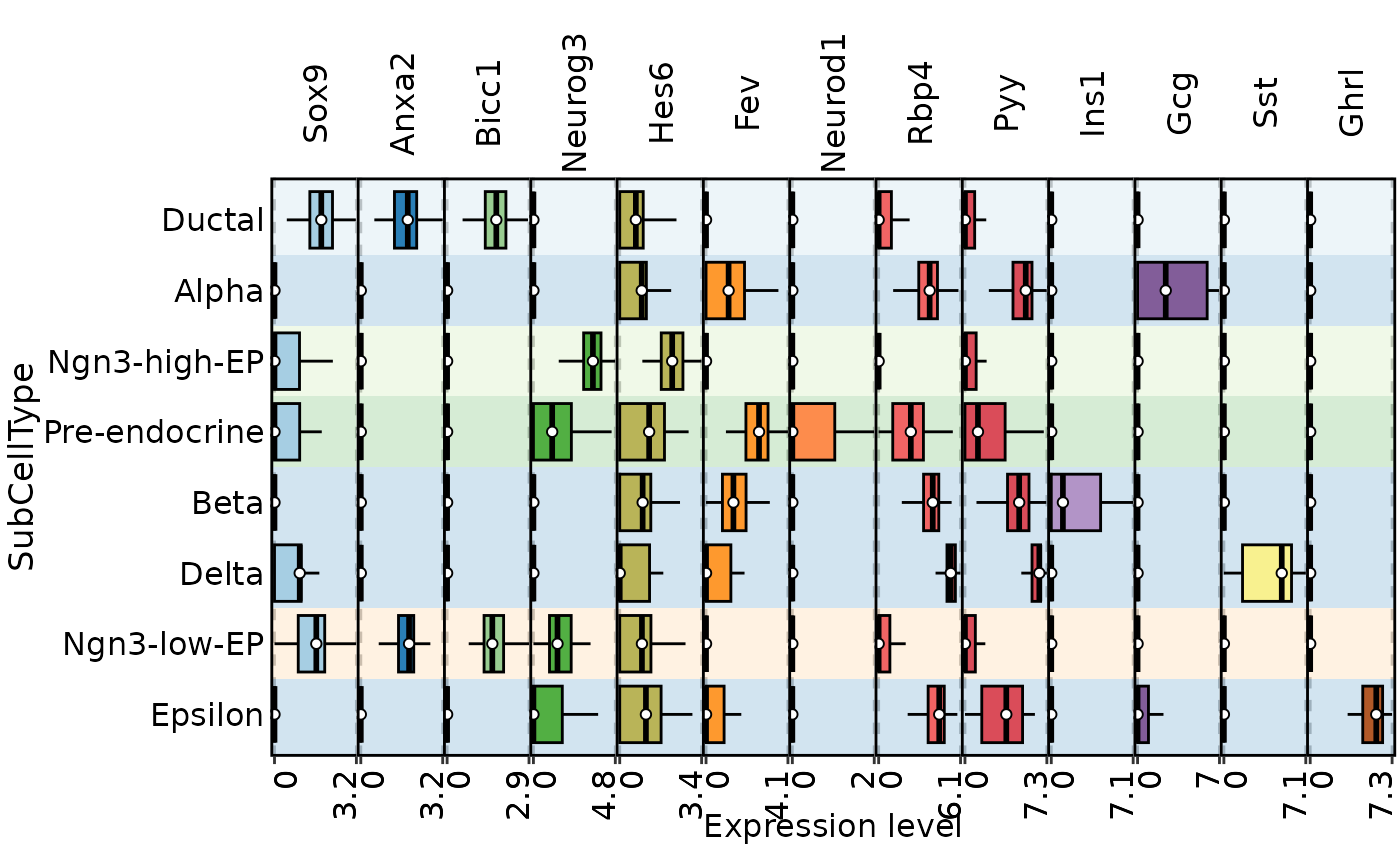 Sox9
Anxa2
Bicc1
Neurog3
Hes6
Fev
Neurod1
Rbp4
Pyy
Ins1
Gcg
Sst
Ghrl
SubCellType
Ductal
Alpha
Ngn3-high-EP
Pre-endocrine
Beta
Delta
Ngn3-low-EP
Epsilon
0 3.2
0 3.2
0 2.9
0 4.8
0 3.4
0 4.1
0 2
0 6.1
0 7.3
0 7.1
0 7
0 7.1
0 7.3
Expression level